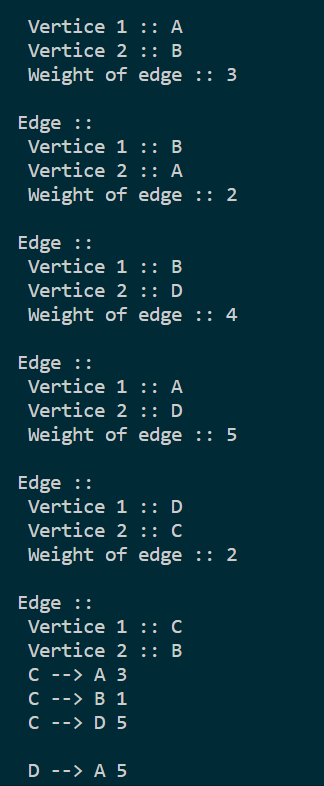 Vertice 1 :: A
Vertice 2 :: B
Weight of edge :: 3
Edge ::
Vertice 1 :: B
Vertice 2 :: A
Weight of edge :: 2
Edge ::
Vertice 1 :: B
Vertice 2 :: D
Weight of edge :: 4
Edge ::
Vertice 1 :: A
Vertice 2 :: D
Weight of edge :: 5
Edge ::
Vertice 1 :: D
Vertice 2 :: C
Weight of edge :: 2
Edge ::
Vertice 1 :: C
Vertice 2 :: B
C --> A 3
C --> B 1
C --> D 5
D --> A 5